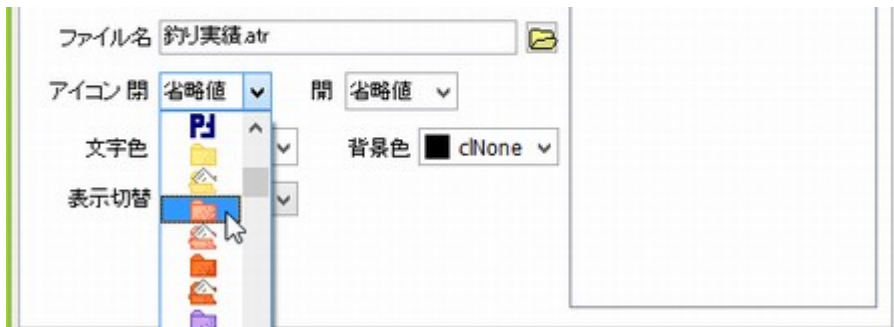 ファイル名 釣り実績.atr
アイコン 閉 省略値 開 省略値
文字色 背景色 clNone
表示切替